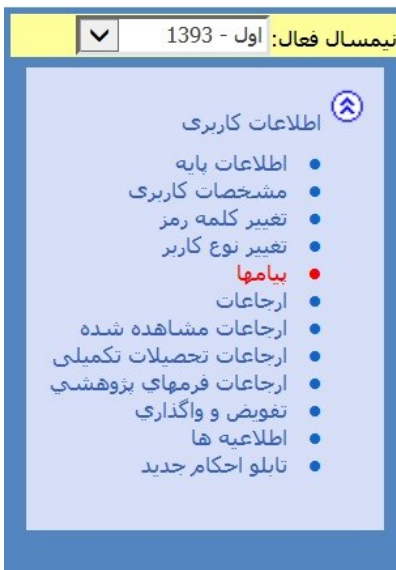 نیمسال فعال: اول - 1393
اطلاعات کاربری
اطلاعات پایه
مشخصات کاربری
تغییر کلمه رمز
تغییر نوع کاربر
پیامها
ارجاعات
ارجاعات مشاهده شده
ارجاعات تحصیلات تکمیلی
ارجاعات فرمهاي پژوهشي
تفویض و واگذاري
اطلاعیه ها
تابلو احکام جدید